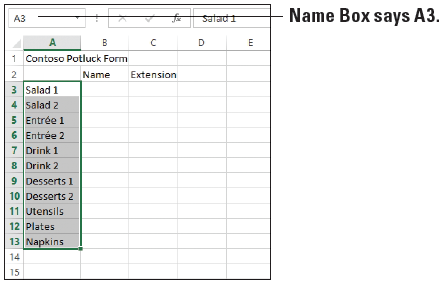 A3 fx Salad 1
Name Box says A3.
A B C D E
1 Contoso Potluck Form
2 Name Extension
3 Salad 1
4 Salad 2
5 Entrée 1
6 Entrée 2
7 Drink 1
8 Drink 2
9 Desserts 1
10 Desserts 2
11 Utensils
12 Plates
13 Napkins
14
15